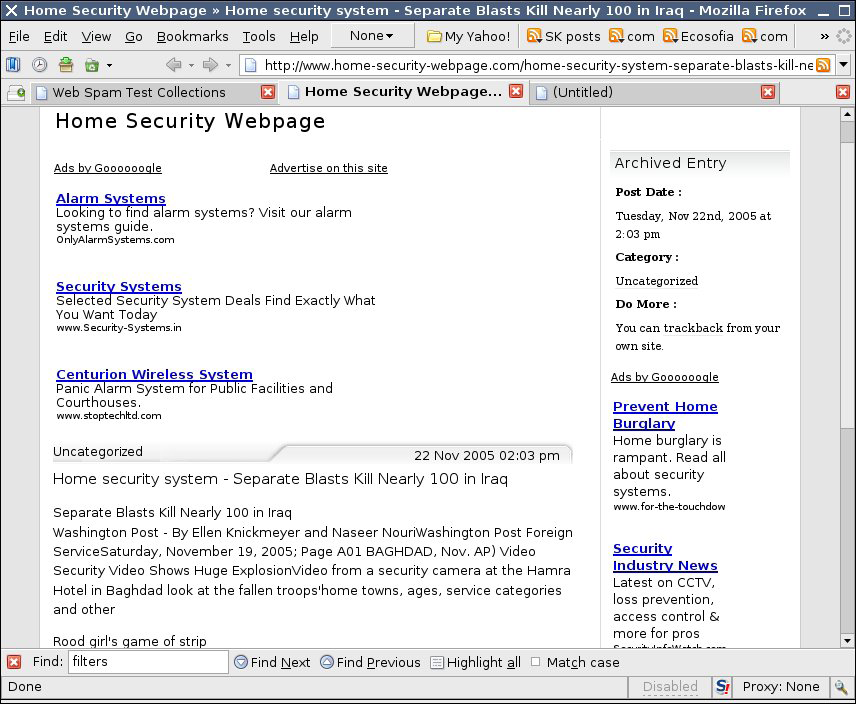 Home Security Webpage » Home security system - Separate Blasts Kill Nearly 100 in Iraq - Mozilla Firefox
File Edit View Go Bookmarks Tools Help None My Yahoo! SK posts com Ecosofia com »
http://www.home-security-webpage.com/home-security-system-separate-blasts-kill-ne
Web Spam Test Collections Home Security Webpage... (Untitled)
Home Security Webpage
Ads by Goooooogle Advertise on this site
Alarm Systems
Looking to find alarm systems? Visit our alarm
systems guide.
OnlyAlarmSystems.com
Security Systems
Selected Security System Deals Find Exactly What
You Want Today
www.Security-Systems.in
Centurion Wireless System
Panic Alarm System for Public Facilities and
Courthouses.
www.stoptechltd.com
Uncategorized 22 Nov 2005 02:03 pm
Home security system - Separate Blasts Kill Nearly 100 in Iraq
Separate Blasts Kill Nearly 100 in Iraq
Washington Post - By Ellen Knickmeyer and Naseer NouriWashington Post Foreign
ServiceSaturday, November 19, 2005; Page A01 BAGHDAD, Nov. AP) Video
Security Video Shows Huge ExplosionVideo from a security camera at the Hamra
Hotel in Baghdad look at the fallen troops'home towns, ages, service categories
and other
Rood girl's game of strip
Archived Entry
Post Date :
Tuesday, Nov 22nd, 2005 at
2:03 pm
Category :
Uncategorized
Do More :
You can trackback from your
own site.
Ads by Goooooogle
Prevent Home
Burglary
Home burglary is
rampant. Read all
about security
systems.
www.for-the-touchdow
Security
Industry News
Latest on CCTV,
loss prevention,
access control &
more for pros
SecurityInfoWatch.com
Find: filters Find Next Find Previous Highlight all Match case
Done Disabled S! Proxy: None